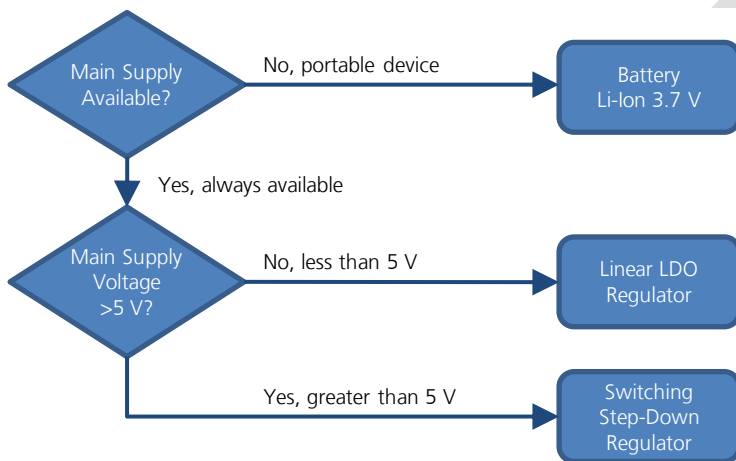 Main Supply
Available?
No, portable device
Battery
Li-Ion 3.7 V
Yes, always available
Main Supply
Voltage
>5 V?
No, less than 5 V
Linear LDO
Regulator
Yes, greater than 5 V
Switching
Step-Down
Regulator